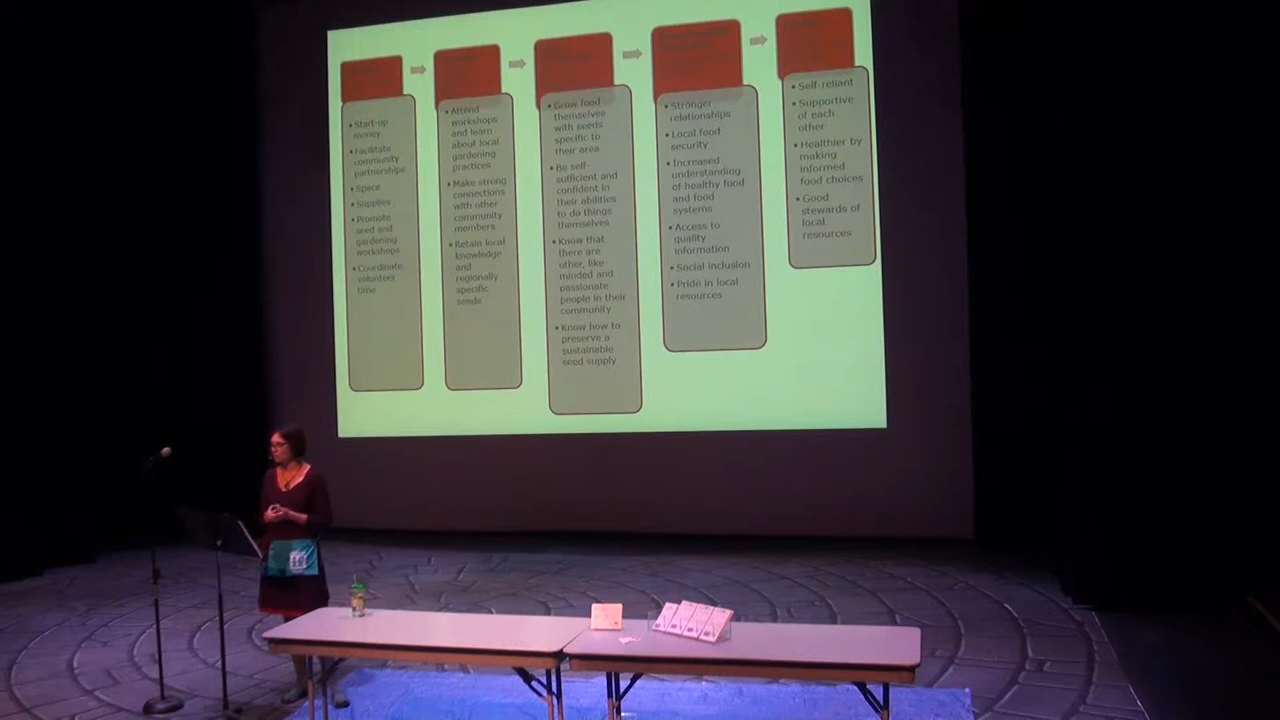 • Start-up
money
• Facilitate
community
partnerships
• Space
• Supplies
• Promote
seed and
gardening
workshops
• Coordinate
volunteer
time
• Attend
workshops
and learn
about local
gardening
practices
• Make strong
connections
with other
community
members
• Retain local
knowledge
and
regionally
specific
seeds
• Grow food
themselves
with seeds
specific to
their area
• Be self-
sufficient and
confident in
their abilities
to do things
themselves
• Know that
there are
other, like-
minded and
passionate
people in their
community
• Know how to
preserve a
sustainable
seed supply
• Stronger
relationships
• Local food
security
• Increased
understanding
of healthy food
and food
systems
• Access to
quality
information
• Social inclusion
• Pride in local
resources
• Self-reliant
• Supportive
of each
other
• Healthier by
making
informed
food choices
• Good
stewards of
local
resources